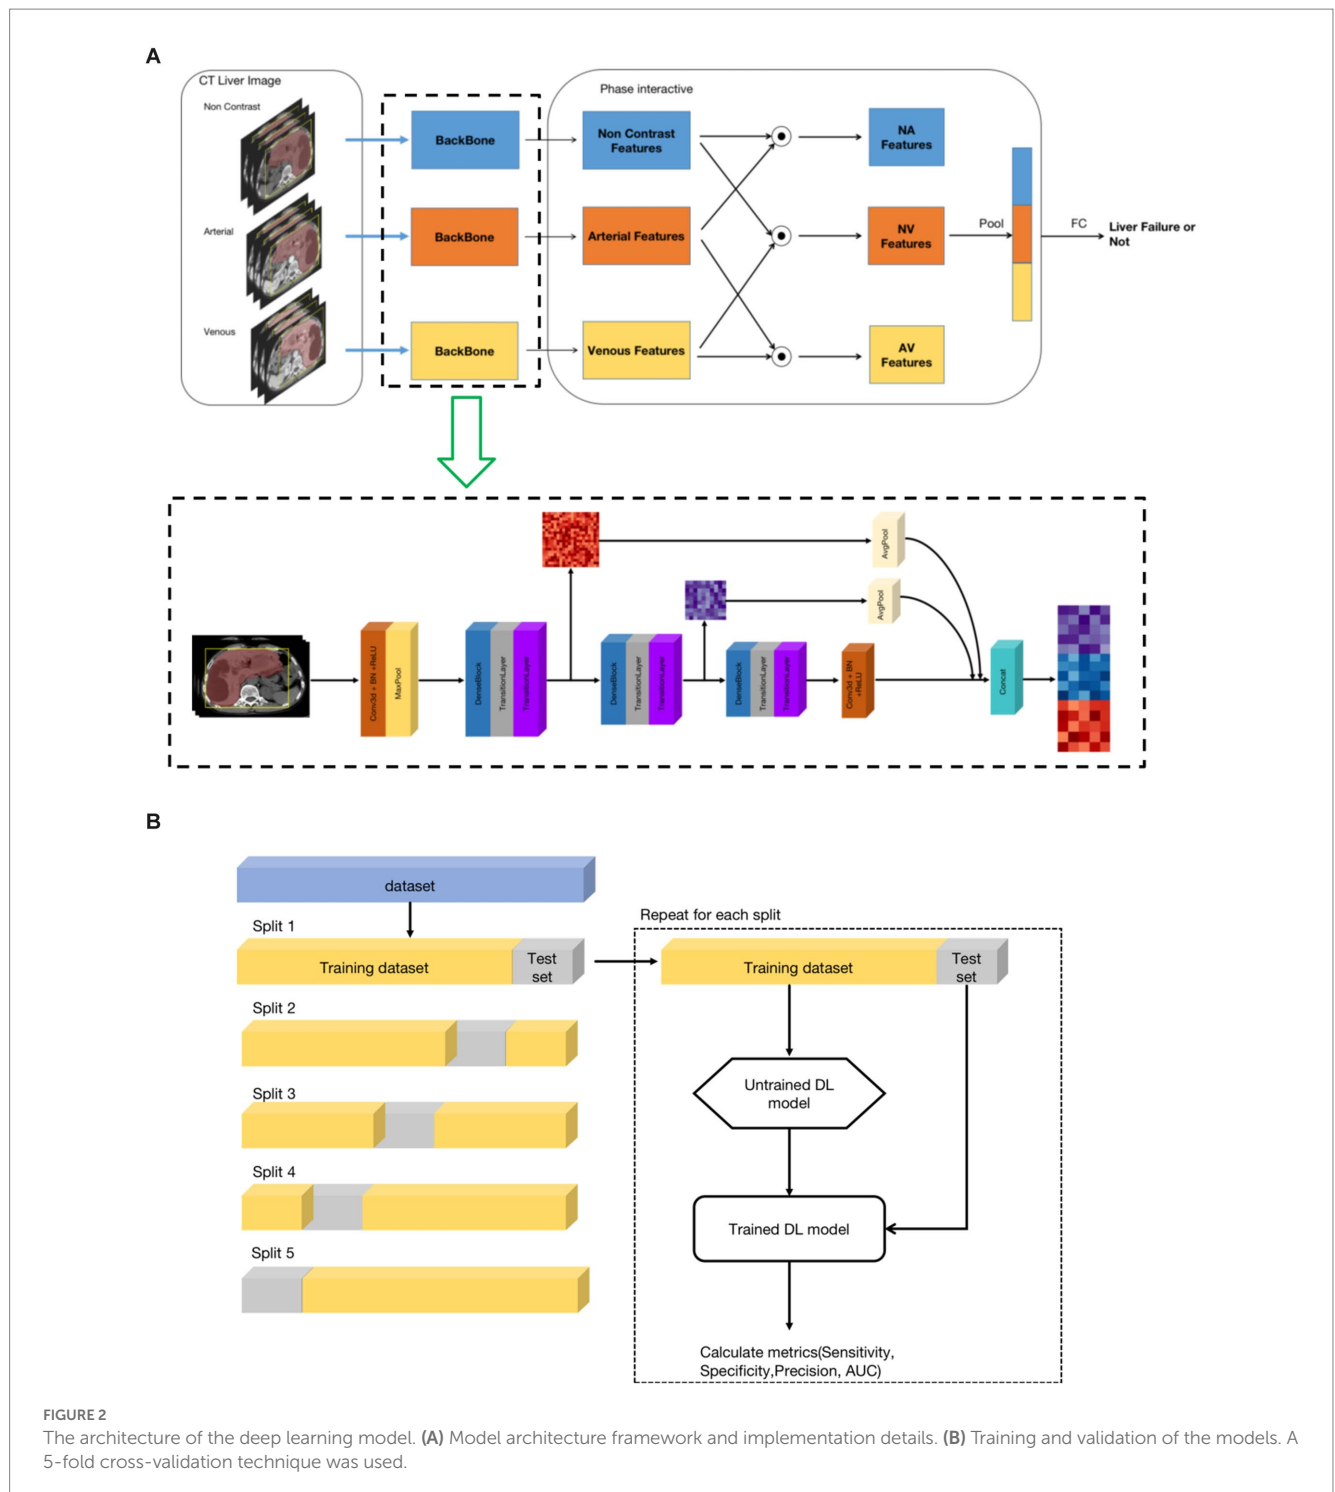 A
CT Liver Image
Phase interactive
Non Contrast
BackBone
Non Contrast
Features
NA
Features
Arterial
BackBone
Arterial Features
NV
Features
Pool
FC
Liver Failure or
Not
Venous
BackBone
Venous Features
AV
Features
AvgPool
AvgPool
Conv3d + BN +ReLU
MaxPool
DenseBlock
TransitionLayer
TransitionLayer
DenseBlock
TransitionLayer
TransitionLayer
DenseBlock
TransitionLayer
TransitionLayer
Conv3d + BN
+ReLU
Concat
B
dataset
Split 1
Training dataset
Test
set
Split 2
Split 3
Split 4
Split 5
Repeat for each split
Training dataset
Test
set
Untrained DL
model
Trained DL model
Calculate metrics(Sensitivity,
Specificity,Precision, AUC)
FIGURE 2
The architecture of the deep learning model. (A) Model architecture framework and implementation details. (B) Training and validation of the models. A
5-fold cross-validation technique was used.